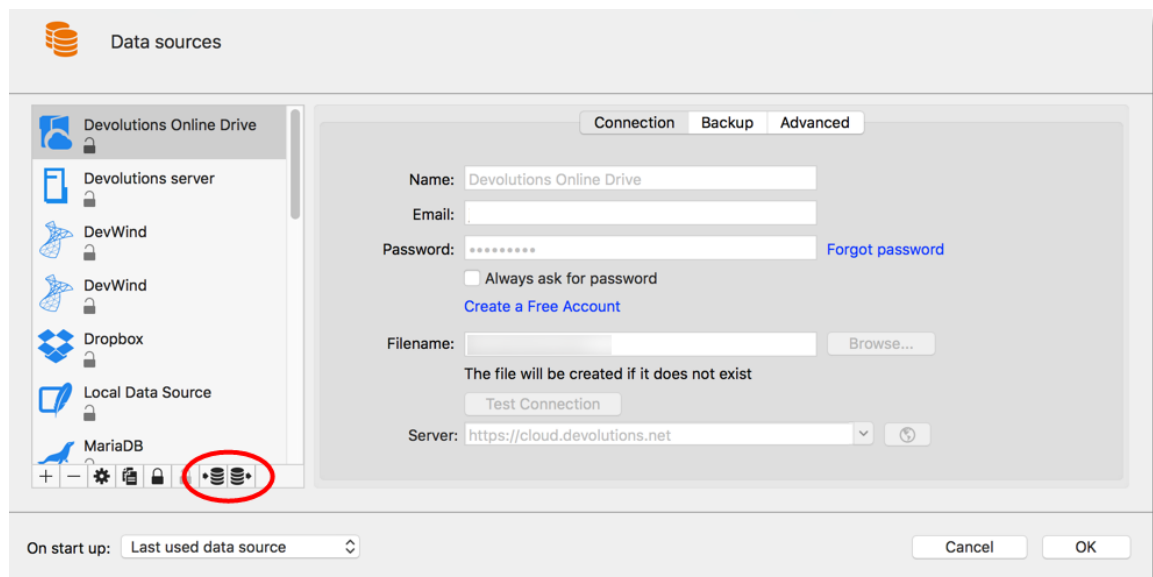 Data sources
Devolutions Online Drive
Devolutions server
DevWind
DevWind
Dropbox
Local Data Source
MariaDB
Connection Backup Advanced
Name: Devolutions Online Drive
Email:
Password: ••••••••• Forgot password
Always ask for password
Create a Free Account
Filename: Browse...
The file will be created if it does not exist
Test Connection
Server: https://cloud.devolutions.net
On start up: Last used data source
Cancel OK